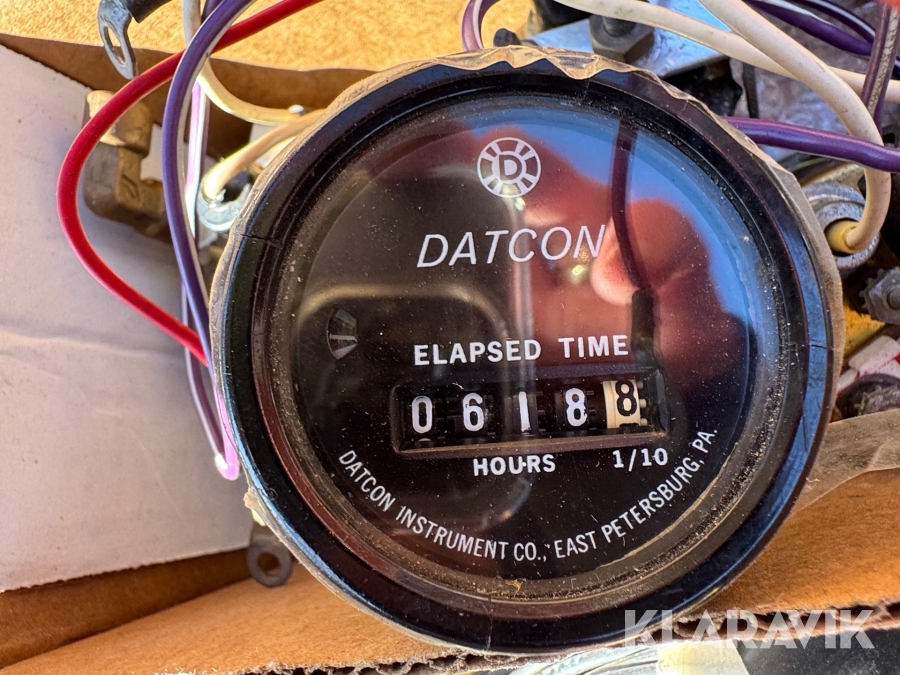 D
DATCON
ELAPSED TIME
0 6 1 8 8
HOURS 1/10
DATCON INSTRUMENT CO., EAST PETERSBURG, PA.
KLARAVIK